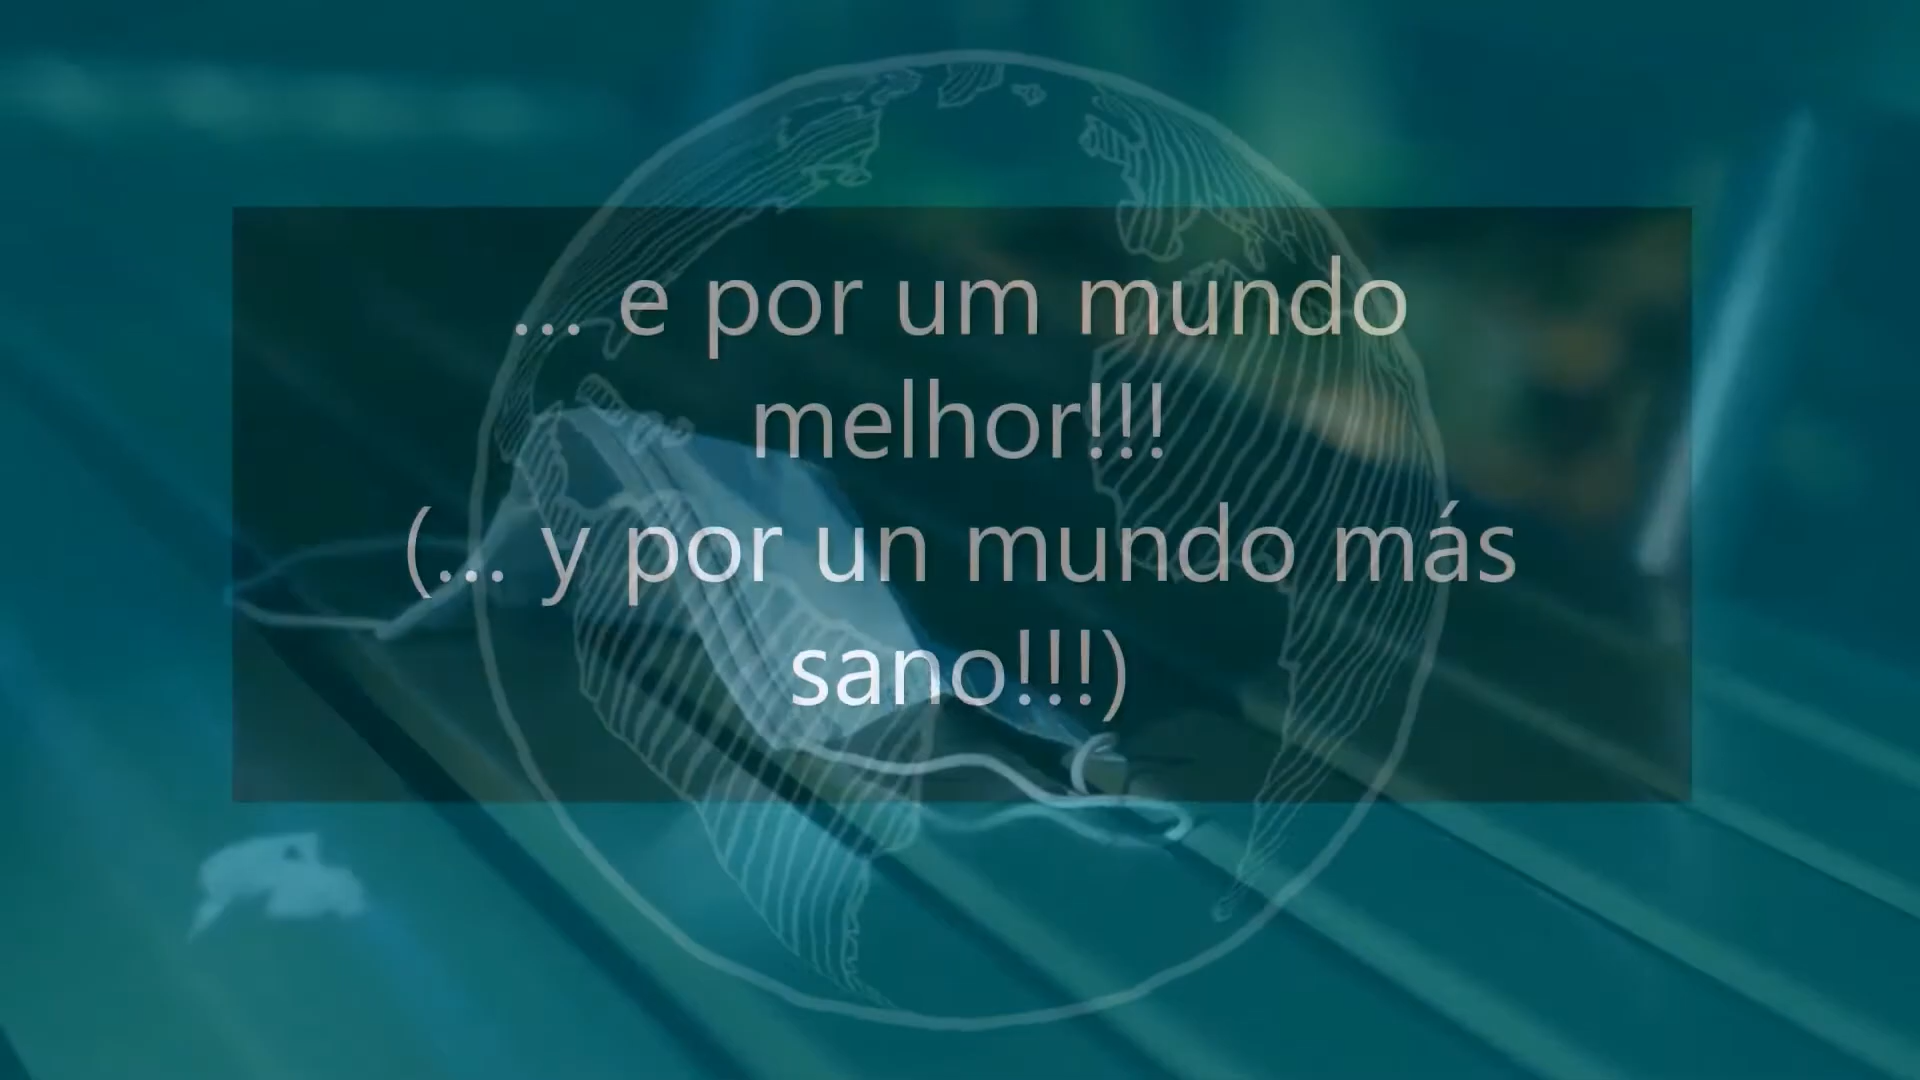 ... e por um mundo
melhor!!!
(... y por un mundo más
sano!!!)